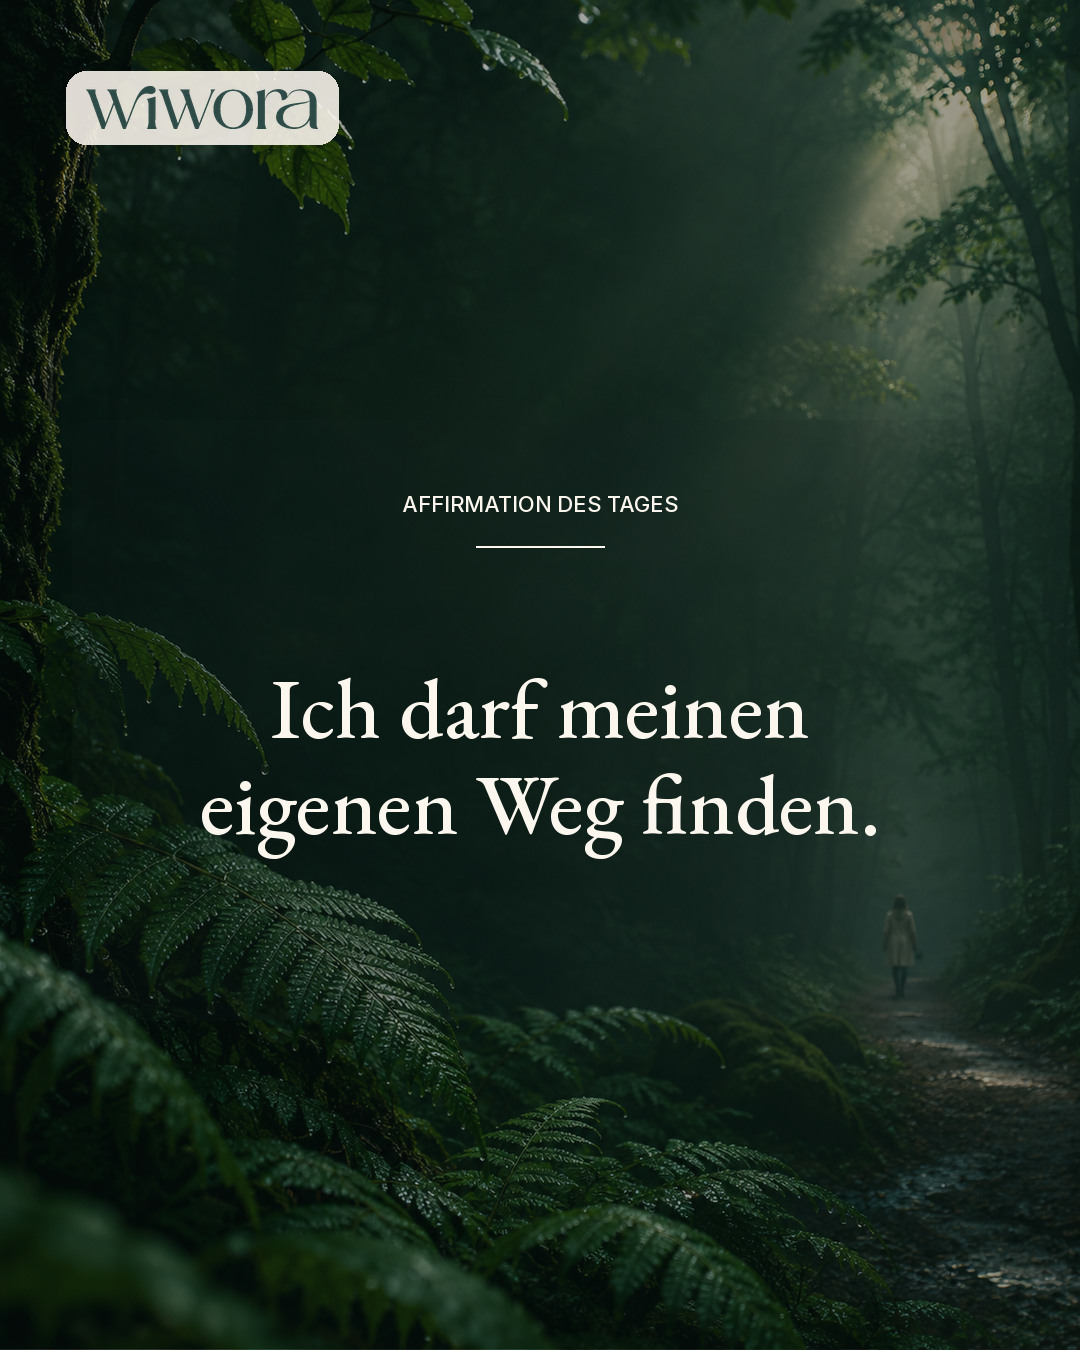 wiwora
AFFIRMATION DES TAGES
Ich darf meinen
eigenen Weg finden.